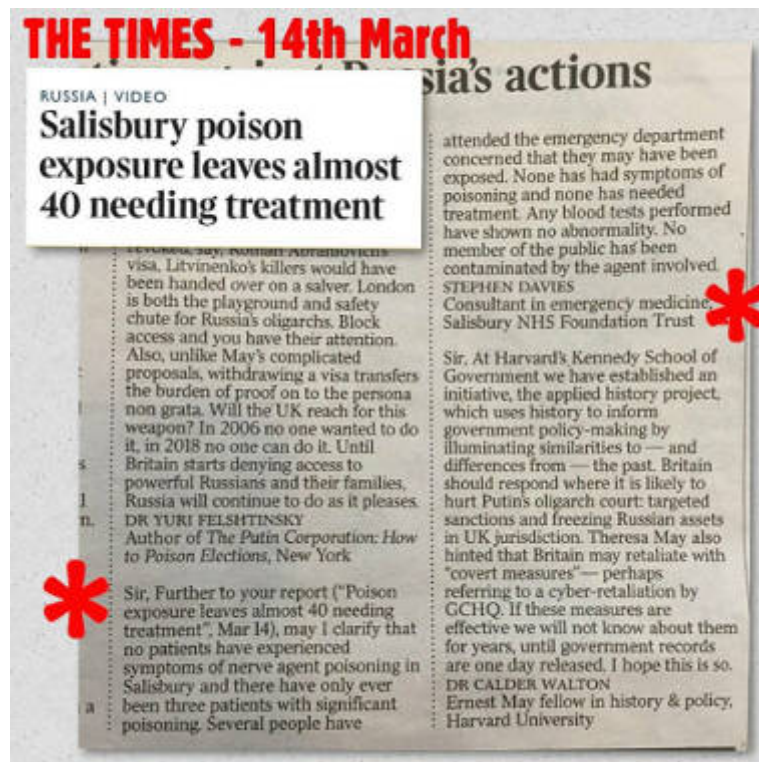 THE TIMES - 14th March
sia's actions
RUSSIA | VIDEO
Salisbury poison
exposure leaves almost
40 needing treatment
visa, Litvinenko's killers would have
been handed over on a salver. London
is both the playground and safety
chute for Russia's oligarchs. Block
access and you have their attention.
Also, unlike May's complicated
proposals, withdrawing a visa transfers
the burden of proof on to the persona
non grata. Will the UK reach for this
weapon? In 2006 no one wanted to do
it, in 2018 no one can do it. Until
Britain starts denying access to
powerful Russians and their families,
Russia will continue to do as it pleases.
DR YURI FELSHTINSKY
Author of The Putin Corporation: How
to Poison Elections, New York
Sir, Further to your report ("Poison
exposure leaves almost 40 needing
treatment", Mar 14), may I clarify that
no patients have experienced
symptoms of nerve agent poisoning in
Salisbury and there have only ever
been three patients with significant
poisoning. Several people have
attended the emergency department
concerned that they may have been
exposed. None has had symptoms of
poisoning and none has needed
treatment. Any blood tests performed
have shown no abnormality. No
member of the public has been
contaminated by the agent involved.
STEPHEN DAVIES
Consultant in emergency medicine,
Salisbury NHS Foundation Trust
Sir, At Harvard's Kennedy School of
Government we have established an
initiative, the applied history project,
which uses history to inform
government policy-making by
illuminating similarities to — and
differences from — the past. Britain
should respond where it is likely to
hurt Putin's oligarch court: targeted
sanctions and freezing Russian assets
in UK jurisdiction. Theresa May also
hinted that Britain may retaliate with
"covert measures" — perhaps
referring to a cyber-retaliation by
GCHQ. If these measures are
effective we will not know about them
for years, until government records
are one day released. I hope this is so.
DR CALDER WALTON
Ernest May fellow in history & policy,
Harvard University